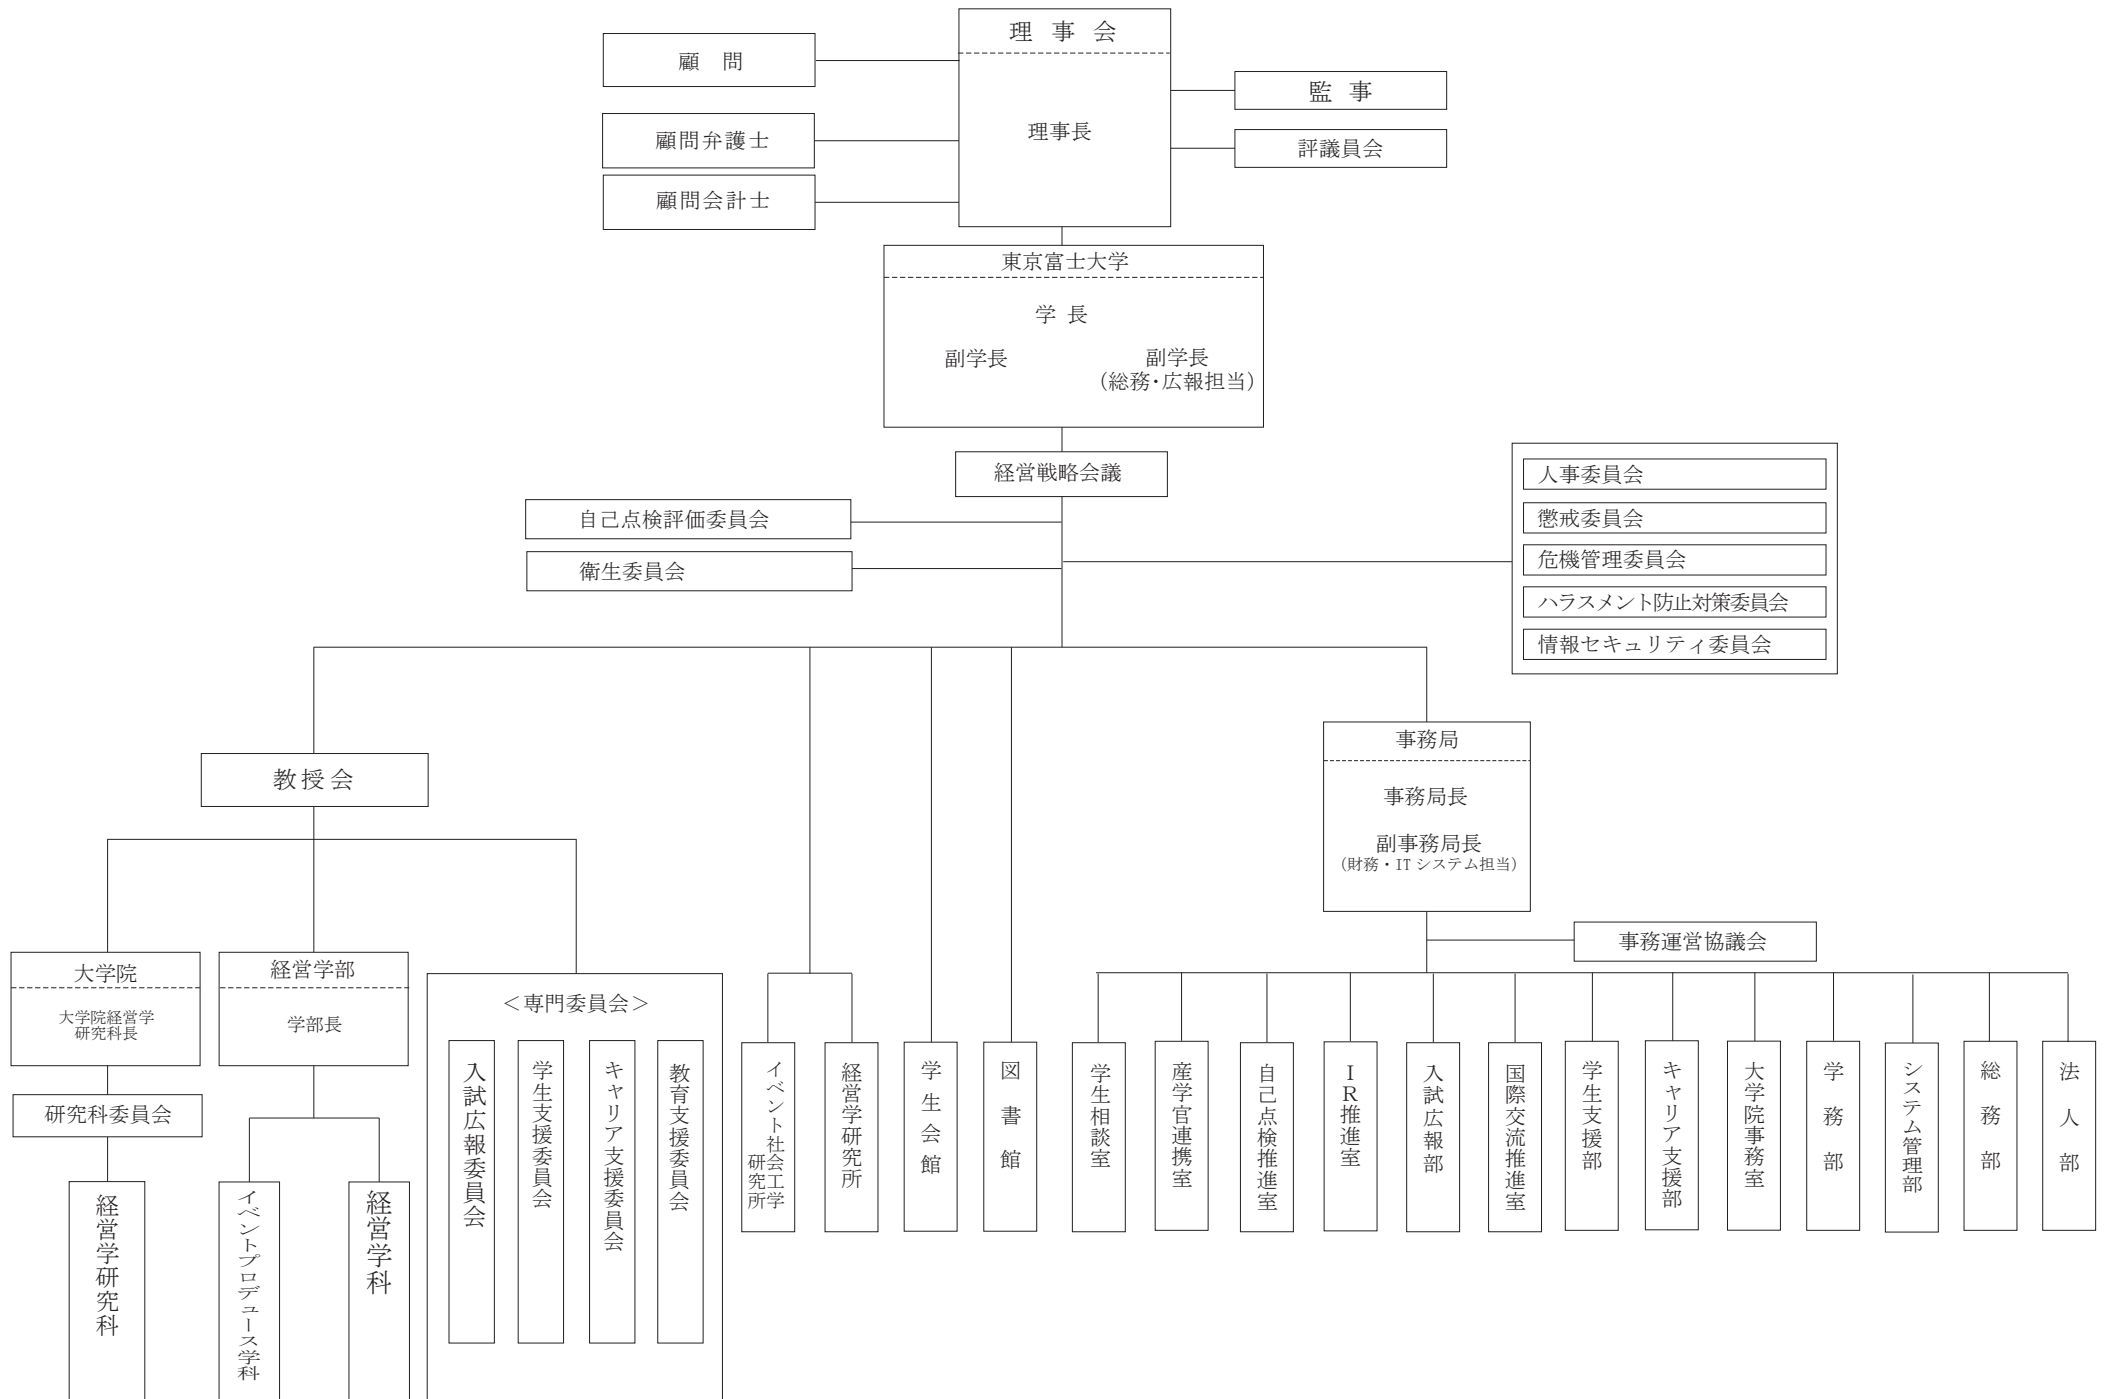 理事会
理事長
顧問
顧問弁護士
顧問会計士
監事
評議員会
東京富士大学
学長
副学長
副学長
（総務・広報担当）
経営戦略会議
自己点検評価委員会
衛生委員会
人事委員会
懲戒委員会
危機管理委員会
ハラスメント防止対策委員会
情報セキュリティ委員会
教授会
事務局
事務局長
副事務局長
（財務・ITシステム担当）
事務運営協議会
大学院
大学院経営学
研究科長
研究科委員会
経営学研究科
経営学部
学部長
イベントプロデュース学科
経営学科
＜専門委員会＞
入試広報委員会
学生支援委員会
キャリア支援委員会
教育支援委員会
イベント社会工学
研究所
経営学研究所
学生会館
図書館
学生相談室
産学官連携室
自己点検推進室
IR推進室
入試広報部
国際交流推進室
学生支援部
キャリア支援部
大学院事務室
学務部
システム管理部
総務部
法人部